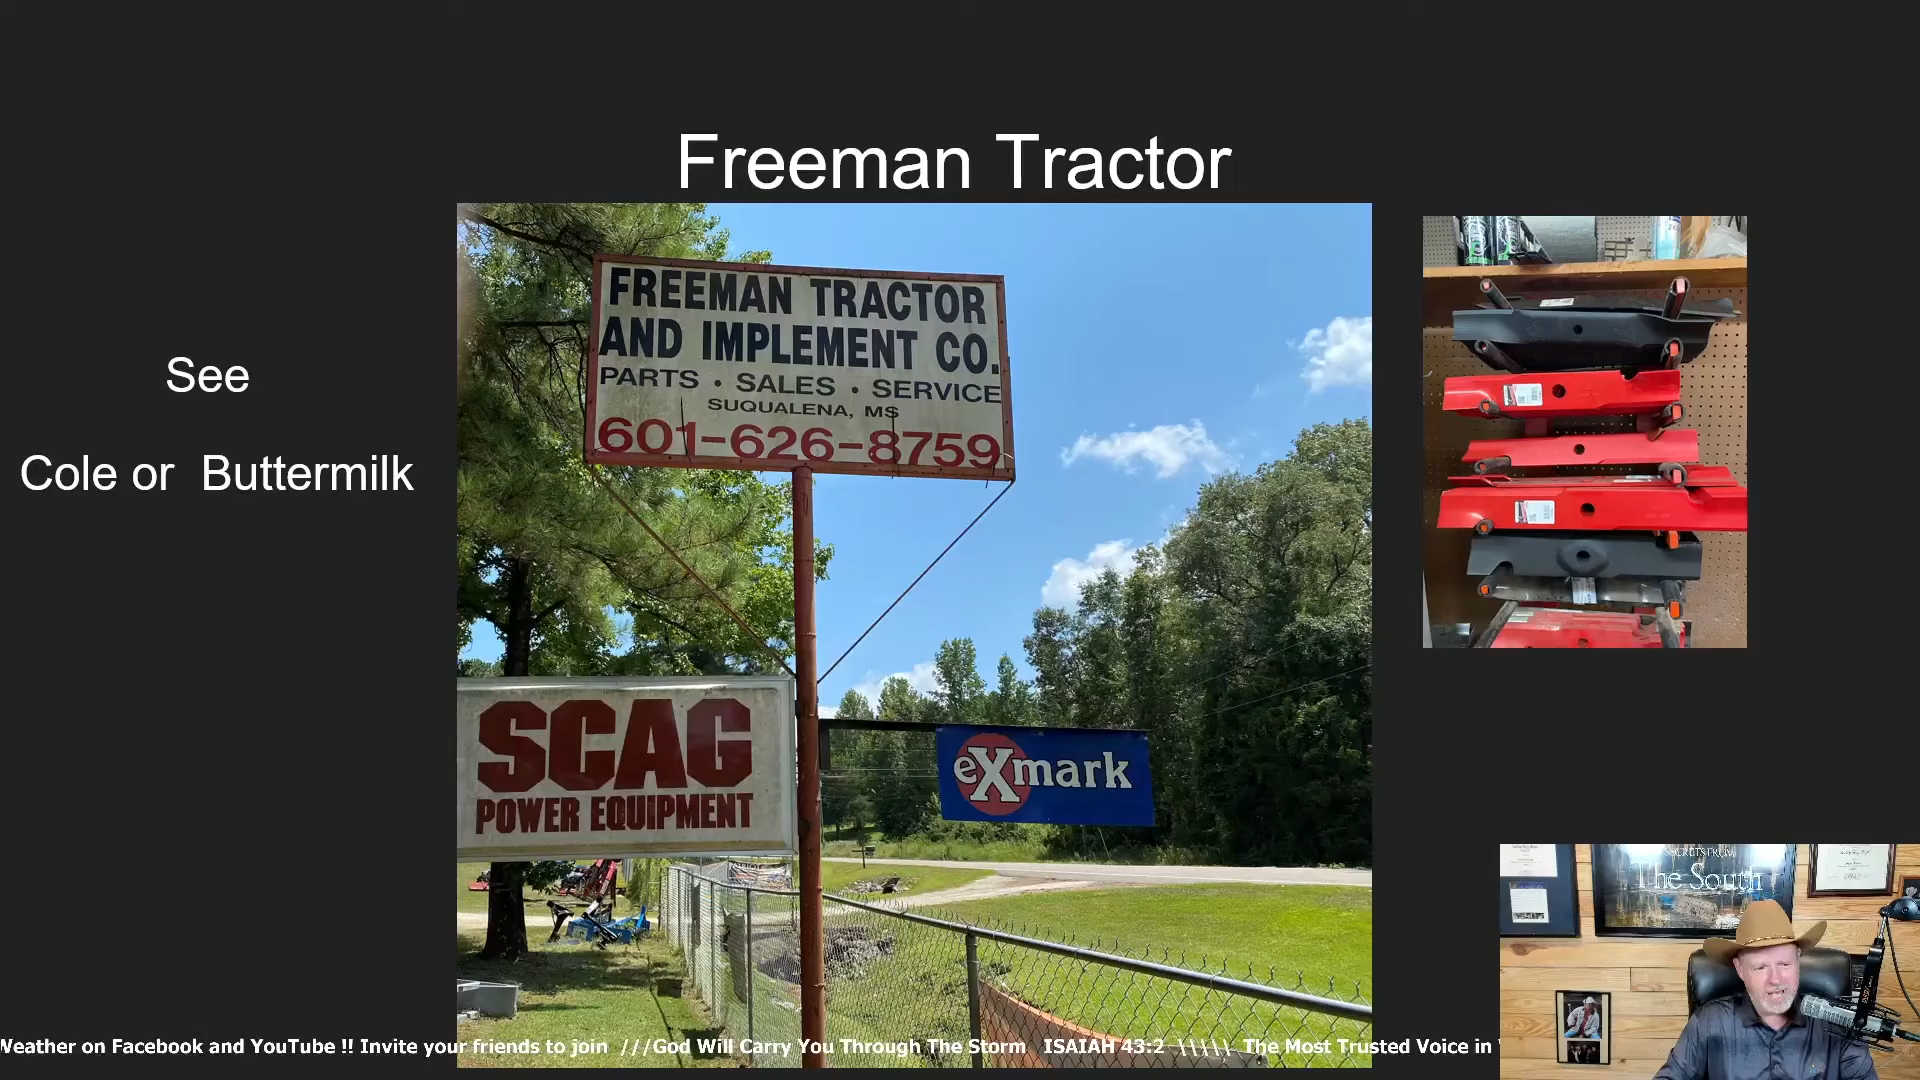 Freeman Tractor
See
Cole or Buttermilk
FREEMAN TRACTOR
AND IMPLEMENT CO.
PARTS • SALES • SERVICE
SUQUALENA, MS
601-626-8759
SCAG
POWER EQUIPMENT
eXmark
SECRETS FROM
The South
Weather on Facebook and YouTube !! Invite your friends to join ///God Will Carry You Through The Storm ISAIAH 43:2 \\\\\ The Most Trusted Voice in